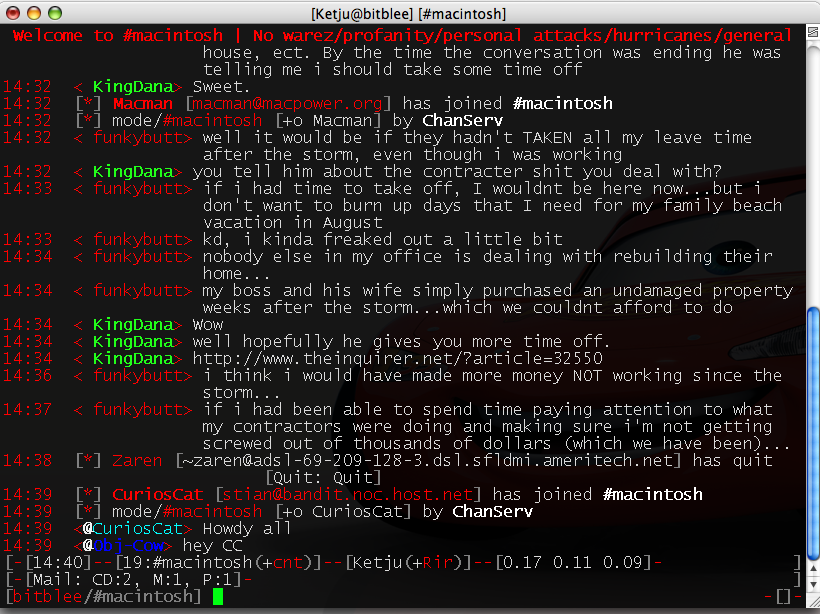 [Ketju@bitblee] [#macintosh]
Welcome to #macintosh | No warez/profanity/personal attacks/hurricanes/general
house, ect. By the time the conversation was ending he was
telling me i should take some time off
14:32 < KingDana> Sweet.
14:32 [*] Macman [macman@macpower.org] has joined #macintosh
14:32 [*] mode/#macintosh [+o Macman] by ChanServ
14:32 < funkybutt> well it would be if they hadn't TAKEN all my leave time
after the storm, even though i was working
14:32 < KingDana> you tell him about the contracter shit you deal with?
14:33 < funkybutt> if i had time to take off, I wouldnt be here now...but i
don't want to burn up days that I need for my family beach
vacation in August
14:33 < funkybutt> kd, i kinda freaked out a little bit
14:34 < funkybutt> nobody else in my office is dealing with rebuilding their
home...
14:34 < funkybutt> my boss and his wife simply purchased an undamaged property
weeks after the storm...which we couldnt afford to do
14:34 < KingDana> Wow
14:34 < KingDana> well hopefully he gives you more time off.
14:34 < KingDana> http://www.theinquirer.net/?article=32550
14:36 < funkybutt> i think i would have made more money NOT working since the
storm...
14:37 < funkybutt> if i had been able to spend time paying attention to what
my contractors were doing and making sure i'm not getting
screwed out of thousands of dollars (which we have been)...
14:38 [*] Zaren [~zaren@adsl-69-209-128-3.dsl.sfldmi.ameritech.net] has quit
[Quit: Quit]
14:39 [*] CuriosCat [stian@bandit.noc.host.net] has joined #macintosh
14:39 [*] mode/#macintosh [+o CuriosCat] by ChanServ
14:39 <@CuriosCat> Howdy all
14:39 <@Obj_Cow> hey CC
[-[14:40]--[19:#macintosh(+cnt)]--[Ketju(+Rir)]--[0.17 0.11 0.09]- ]
[-[Mail: CD:2, M:1, P:1]- ]
[bitblee/#macintosh] -[]-